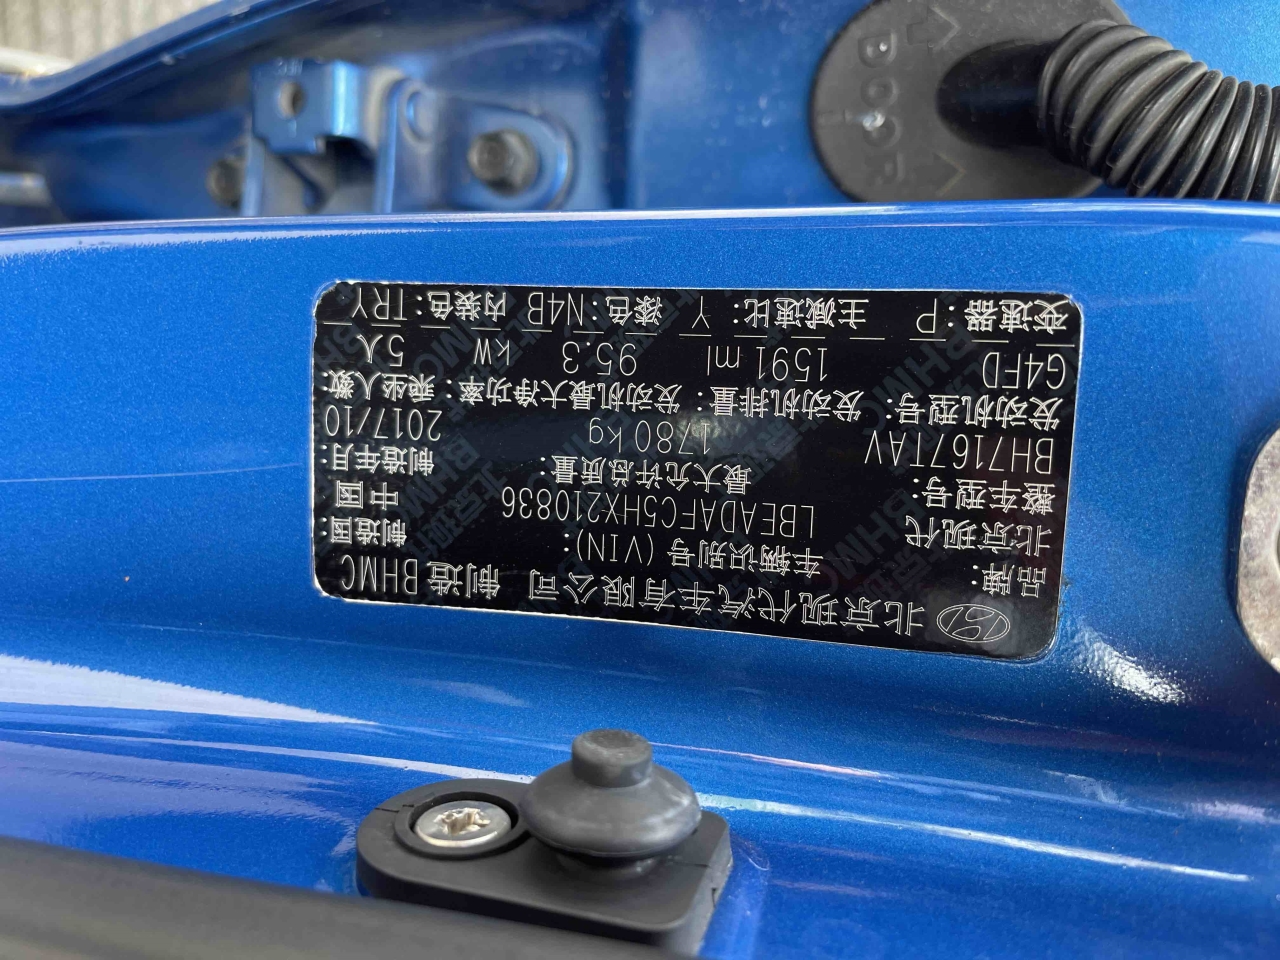 北京现代汽车有限公司 制造 BHMC
品牌: 车辆识别号(VIN): 制造国:
北京现代 LBEADAFC5HX210836 中国
整车型号: 最大允许总质量: 制造年月:
BH7167TAV 1780 kg 2017/10
发动机型号: 发动机排量: 发动机最大净功率: 乘坐人数:
G4FD 1591 ml 95.3 kW 5人
变速器: P 主减速比: Y 漆色: N4B 内装色: TRY
DOOR